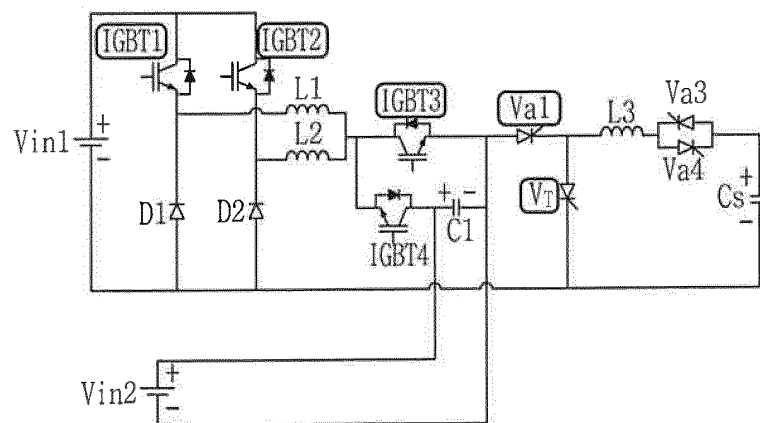 IGBT1
IGBT2
L1
IGBT3
Va1
L3
Va3
Vin1
+
-
L2
Va4
VT
D1
D2
+ -
C1
IGBT4
Cs
+
-
Vin2
+
-